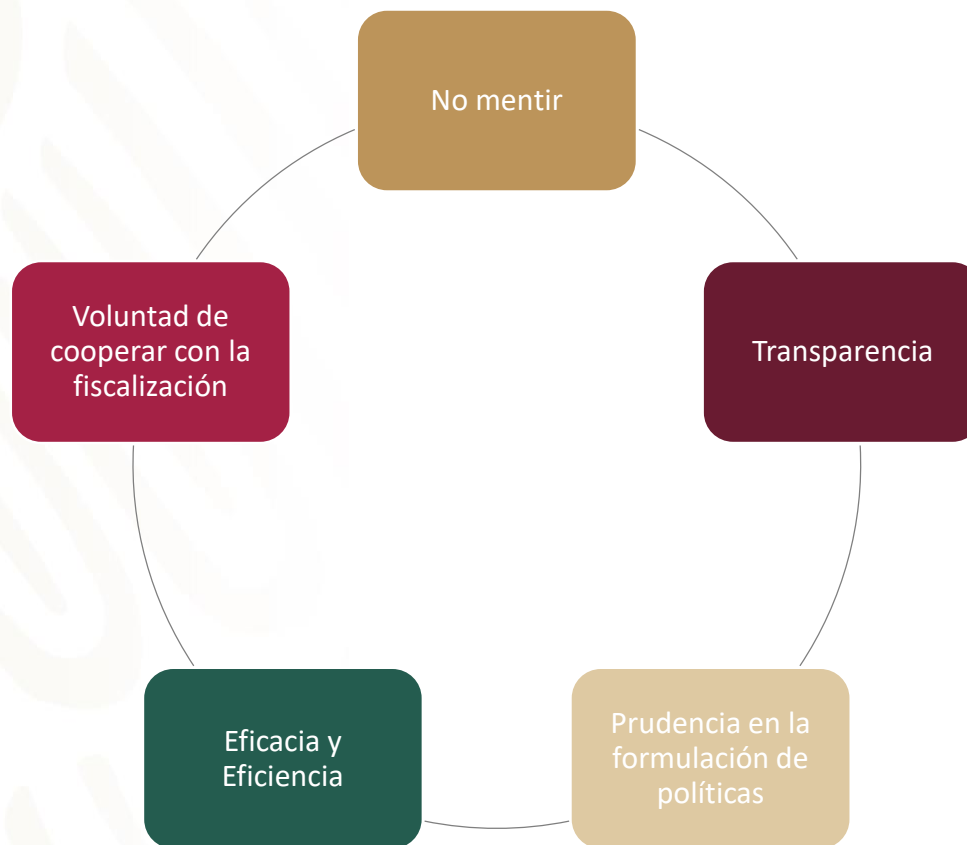 No mentir
Transparencia
Prudencia en la
formulación de
políticas
Eficacia y
Eficiencia
Voluntad de
cooperar con la
fiscalización